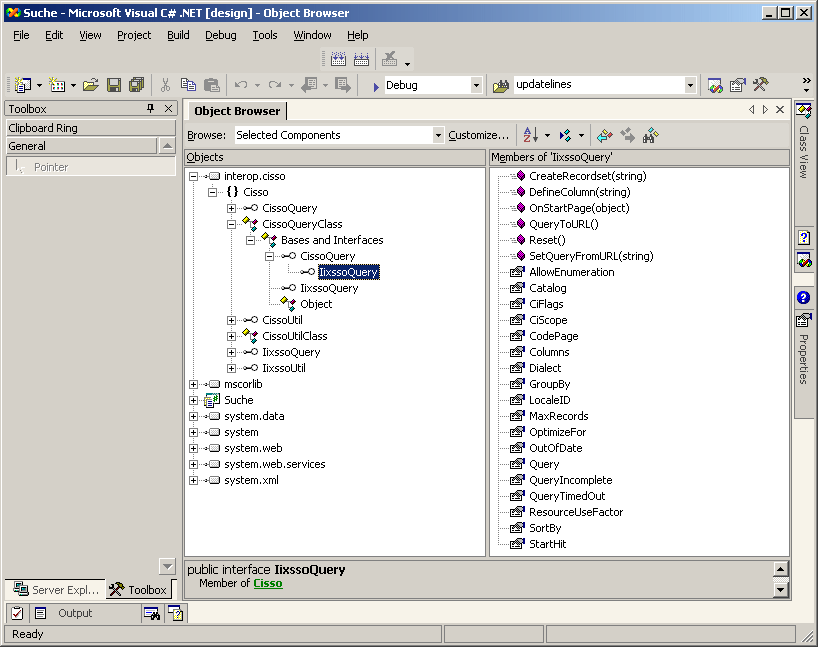 Suche - Microsoft Visual C# .NET [design] - Object Browser
File Edit View Project Build Debug Tools Window Help
Debug updatelines
Toolbox
Clipboard Ring
General
Pointer
Object Browser
Browse: Selected Components Customize...
Objects
interop.cisso
{} Cisso
CissoQuery
CissoQueryClass
Bases and Interfaces
CissoQuery
IixssoQuery
IixssoQuery
Object
CissoUtil
CissoUtilClass
IixssoQuery
IixssoUtil
mscorlib
Suche
system.data
system
system.web
system.web.services
system.xml
Members of 'IixssoQuery'
CreateRecordset(string)
DefineColumn(string)
OnStartPage(object)
QueryToURL()
Reset()
SetQueryFromURL(string)
AllowEnumeration
Catalog
CiFlags
CiScope
CodePage
Columns
Dialect
GroupBy
LocaleID
MaxRecords
OptimizeFor
OutOfDate
Query
QueryIncomplete
QueryTimedOut
ResourceUseFactor
SortBy
StartHit
Class View
Properties
public interface IixssoQuery
Member of Cisso
Server Expl... Toolbox
Output
Ready